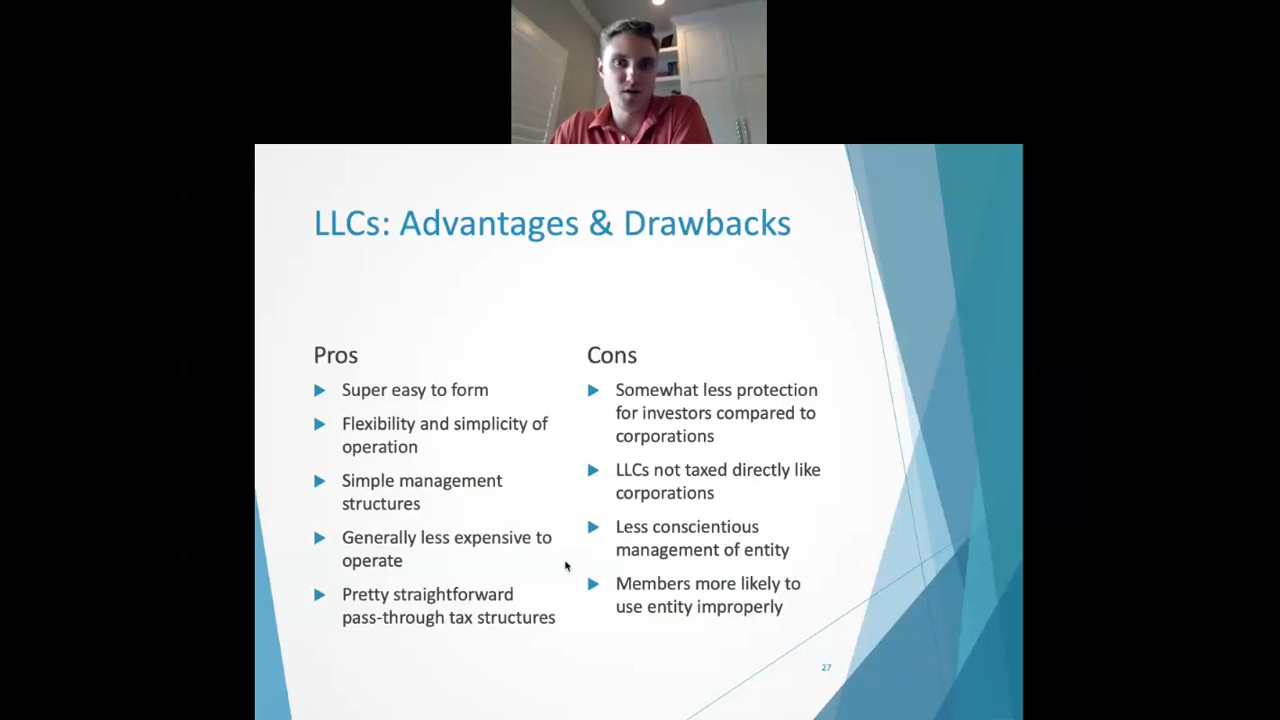 LLCs: Advantages & Drawbacks
Pros
Super easy to form
Flexibility and simplicity of
operation
Simple management
structures
Generally less expensive to
operate
Pretty straightforward
pass-through tax structures
Cons
Somewhat less protection
for investors compared to
corporations
LLCs not taxed directly like
corporations
Less conscientious
management of entity
Members more likely to
use entity improperly
27